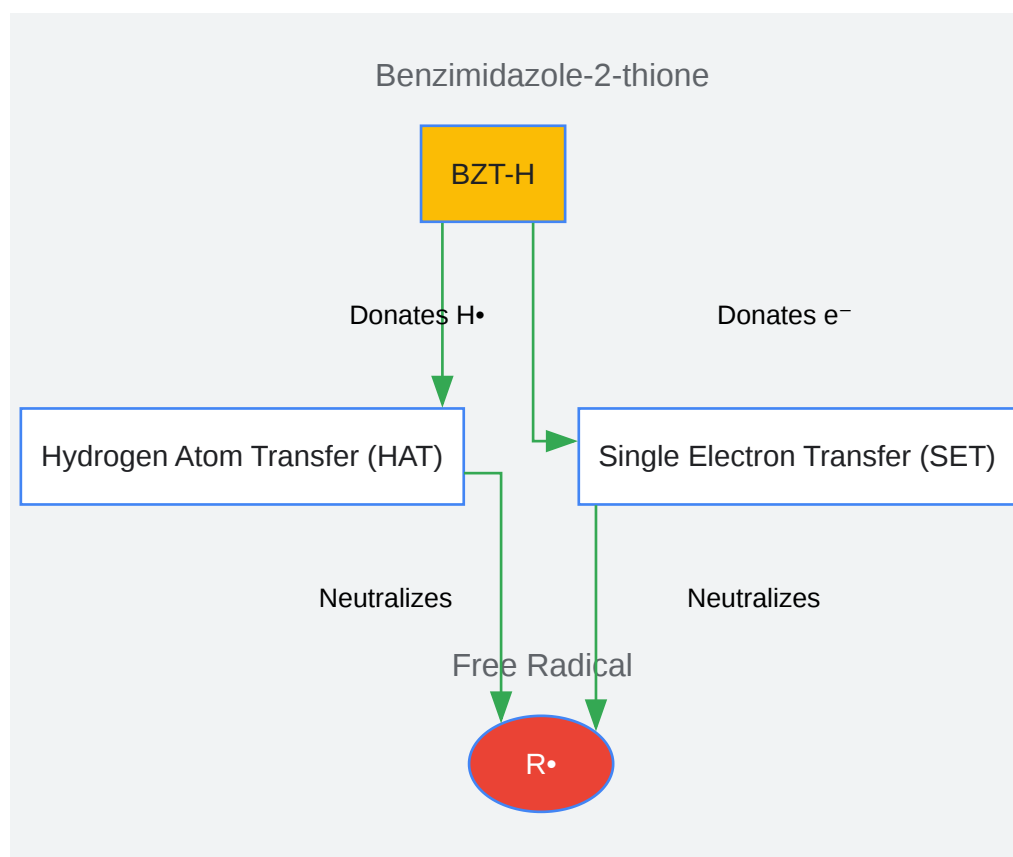 Benzimidazole-2-thione
BZT-H
Donates H•
Donates e⁻
Hydrogen Atom Transfer (HAT)
Single Electron Transfer (SET)
Neutralizes
Neutralizes
Free Radical
R•